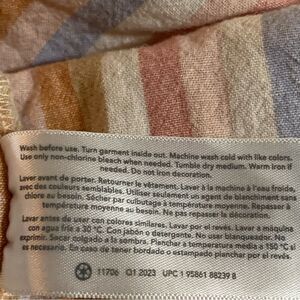 Wash before use. Turn garment inside out. Machine wash cold with like colors.
Use only non-chlorine bleach when needed. Tumble dry medium. Warm iron if
needed. Do not iron decoration.
Laver avant de porter. Retourner le vêtement. Laver à la machine à l'eau froide,
avec des couleurs semblables. Utiliser seulement un agent de blanchiment sans
chlore au besoin. Sécher par culbutage à température moyenne. Repasser à
température moyenne, si nécessaire. Ne pas repasser la décoration.
Lavar antes de usar con colores similares. Lavar por el revés. Lavar a máquina
con agua fría a 30 °C. Con jabón o detergente. No usar blanqueador. No
exprimir. Secar colgado a la sombra. Planchar a temperatura media a 150 °C si
es necesario. En caso de tener bordado o estampado, no planchar
11706 Q1 2023 UPC 1 95861 88239 8